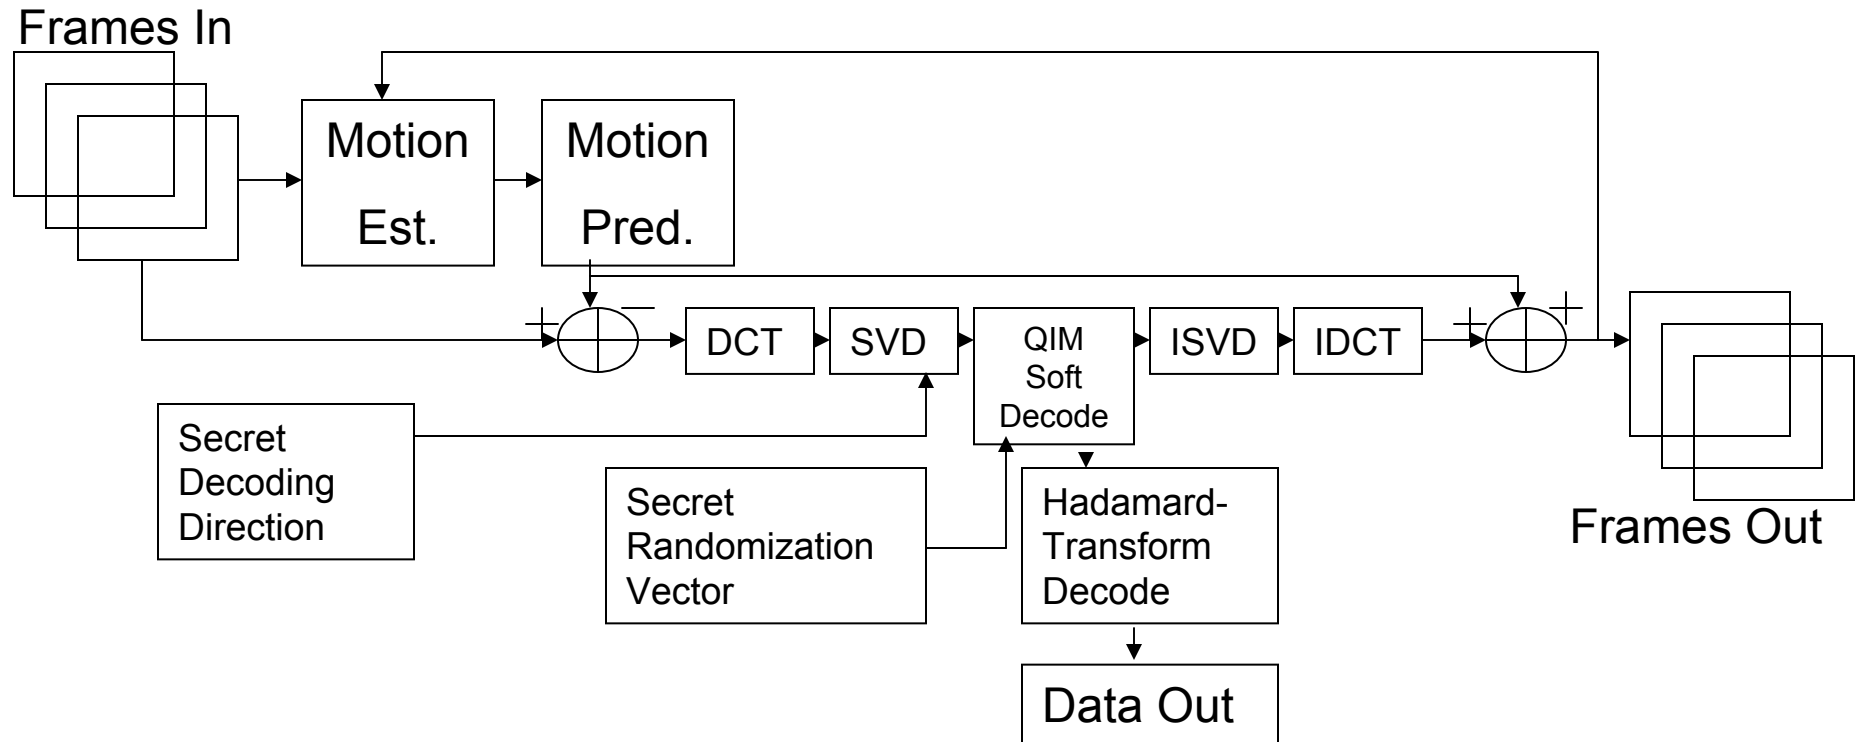 Frames In
Motion
Est.
Motion
Pred.
+
−
DCT
SVD
QIM
Soft
Decode
ISVD
IDCT
+
+
Secret
Decoding
Direction
Secret
Randomization
Vector
Hadamard-
Transform
Decode
Frames Out
Data Out